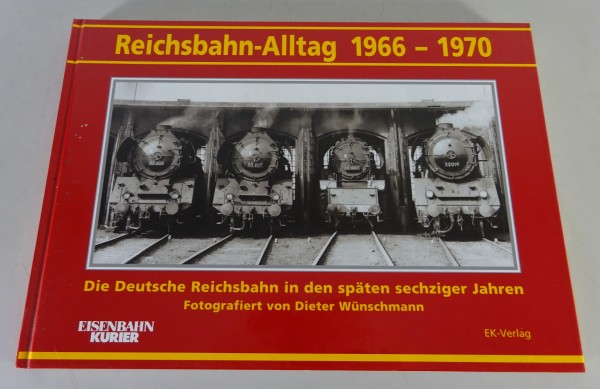 Reichsbahn-Alltag 1966 – 1970
Die Deutsche Reichsbahn in den späten sechziger Jahren
Fotografiert von Dieter Wünschmann
EISENBAHN
KURIER
EK-Verlag